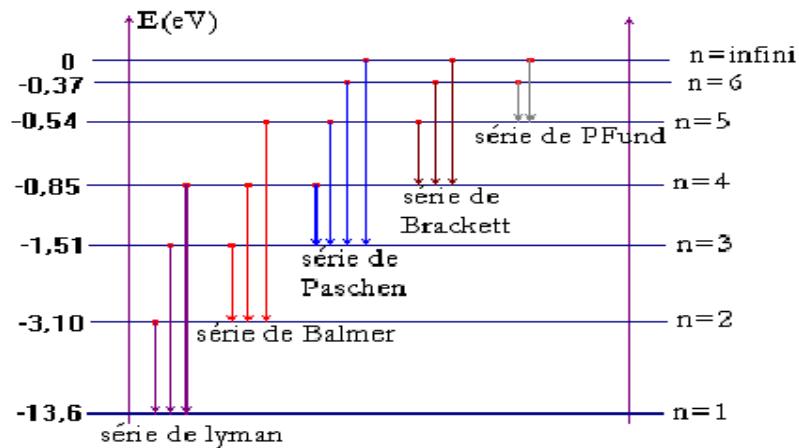 E(eV)
0
n=infini
-0,37
n=6
-0,54
n=5
série de PFund
-0,85
n=4
série de
Brackett
-1,51
n=3
série de
Paschen
-3,10
n=2
série de Balmer
-13,6
n=1
série de lyman